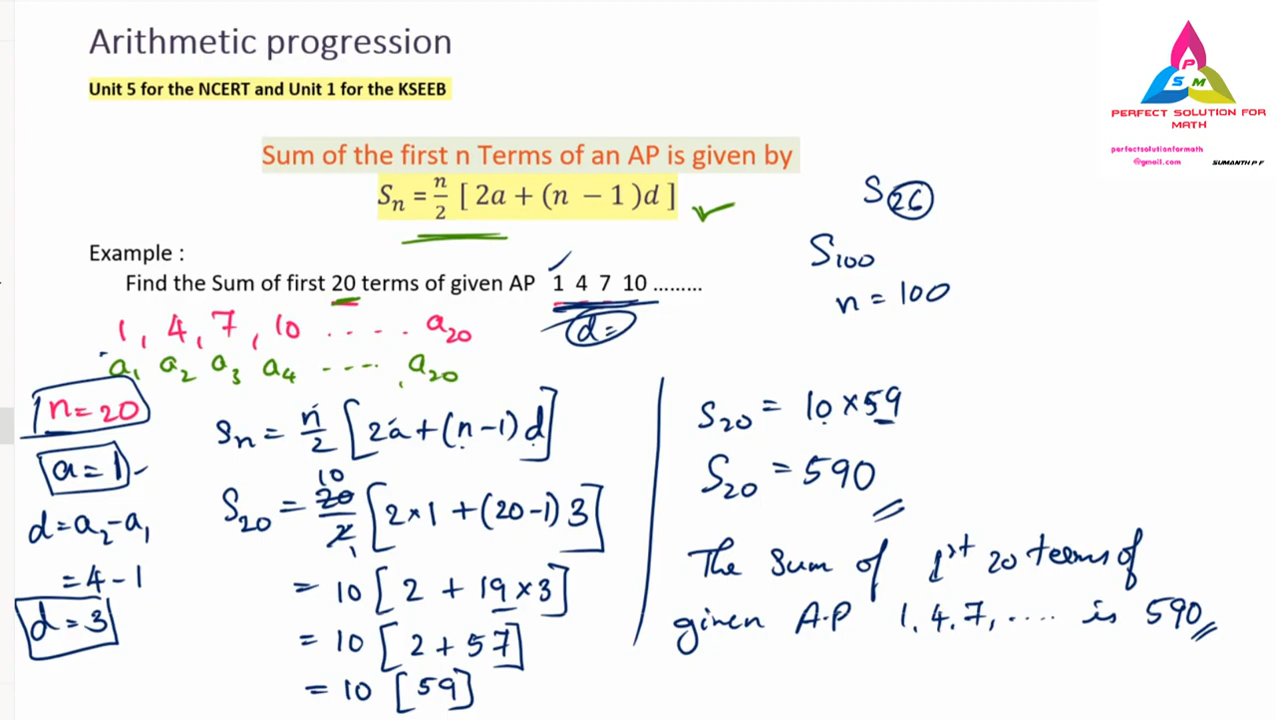 Arithmetic progression
Unit 5 for the NCERT and Unit 1 for the KSEEB
P
S M
PERFECT SOLUTION FOR
MATH
perfectsolutionformath
@gmail.com
SUMANTH P F
Sum of the first n Terms of an AP is given by
Sₙ = n/2 [ 2a + (n − 1 )d ]
S₂₆
Example :
S₁₀₀
Find the Sum of first 20 terms of given AP 1 4 7 10 .........
n = 100
1, 4, 7, 10 ..... a₂₀
d=
a₁ a₂ a₃ a₄ ---- , a₂₀
n=20
a=1
d=a₂-a₁
=4-1
d=3
Sₙ = n/2 [2a+(n-1)d]
10
S₂₀ = 20/2 [2×1+(20-1)3]
1
= 10[2 + 19×3]
= 10[2+57]
= 10[59]
S₂₀ = 10×59
S₂₀ = 590
The Sum of 1st 20 terms of
given A.P 1.4.7, .... is 590